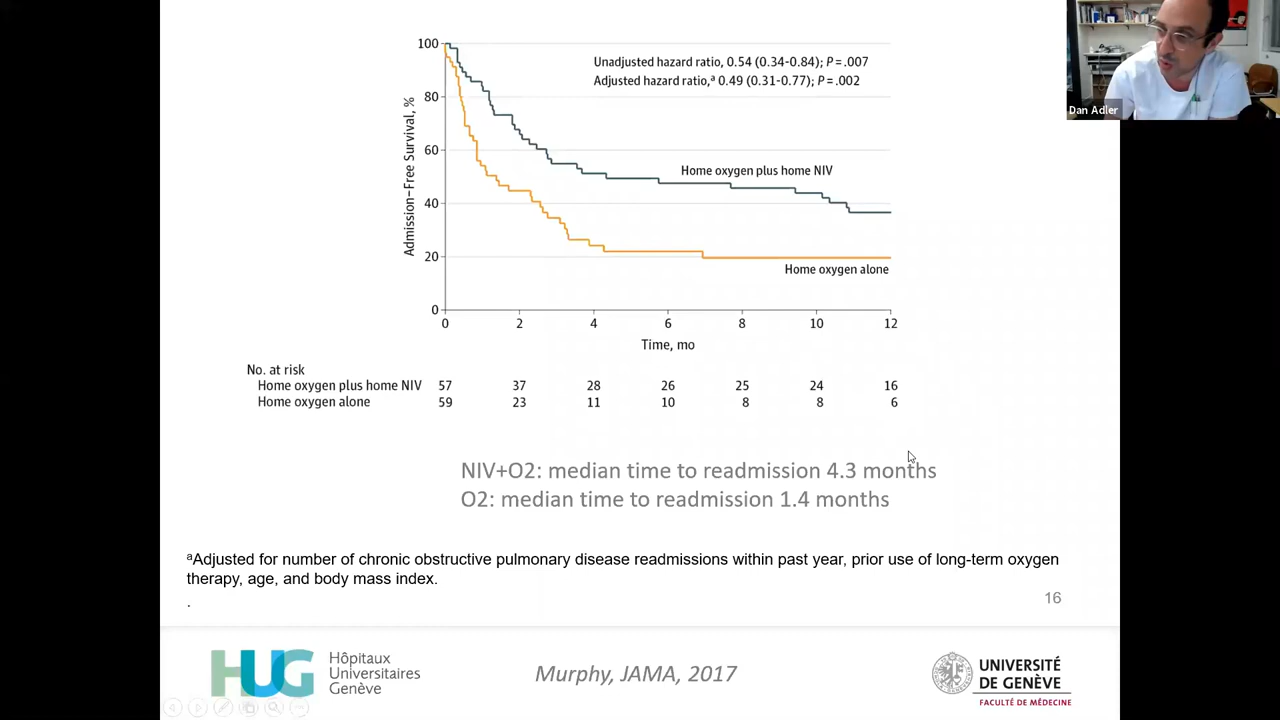 Dan Adler
100
80
60
40
20
0
Admission–Free Survival, %
Unadjusted hazard ratio, 0.54 (0.34-0.84); P = .007
Adjusted hazard ratio,ª 0.49 (0.31-0.77); P = .002
Home oxygen plus home NIV
Home oxygen alone
0 2 4 6 8 10 12
Time, mo
No. at risk
Home oxygen plus home NIV 57 37 28 26 25 24 16
Home oxygen alone 59 23 11 10 8 8 6
NIV+O2: median time to readmission 4.3 months
O2: median time to readmission 1.4 months
ªAdjusted for number of chronic obstructive pulmonary disease readmissions within past year, prior use of long-term oxygen
therapy, age, and body mass index.
.
16
HUG
Hôpitaux
Universitaires
Genève
Murphy, JAMA, 2017
UNIVERSITÉ
DE GENÈVE
FACULTÉ DE MÉDECINE